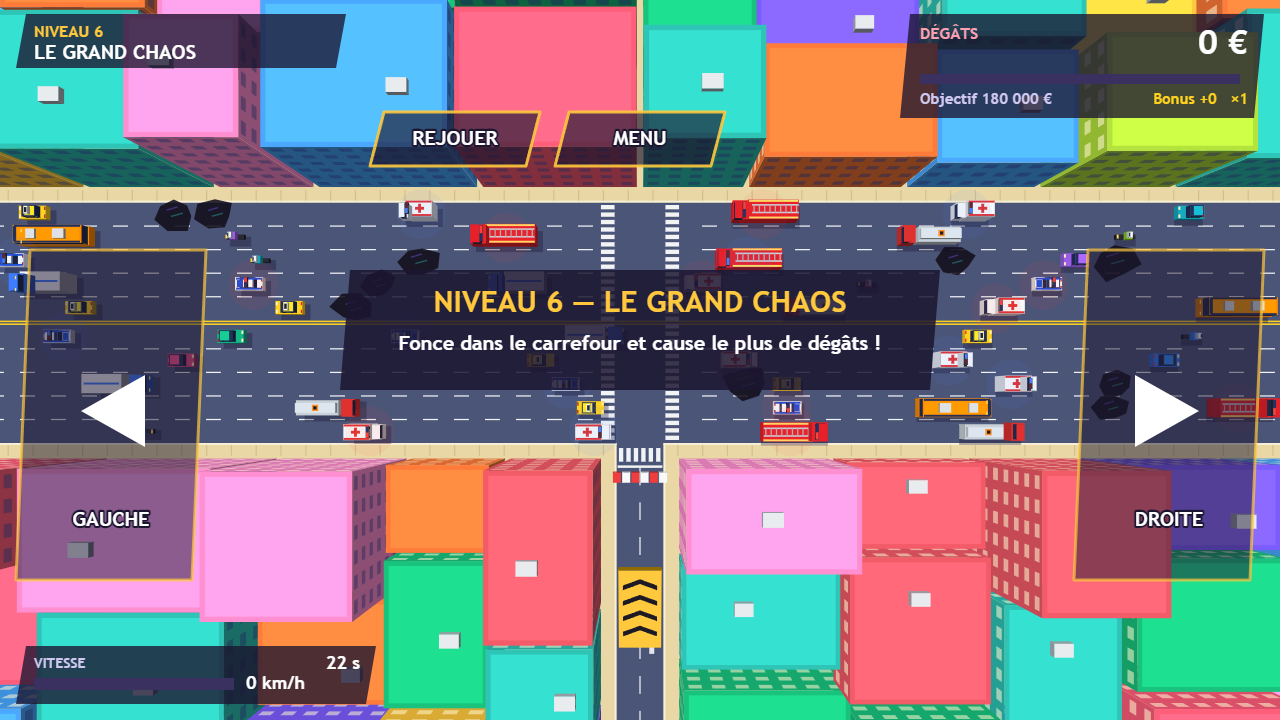 NIVEAU 6
LE GRAND CHAOS
DÉGÂTS
0 €
Objectif 180 000 €
Bonus +0 ×1
REJOUER
MENU
NIVEAU 6 — LE GRAND CHAOS
Fonce dans le carrefour et cause le plus de dégâts !
GAUCHE
DROITE
VITESSE
22 s
0 km/h